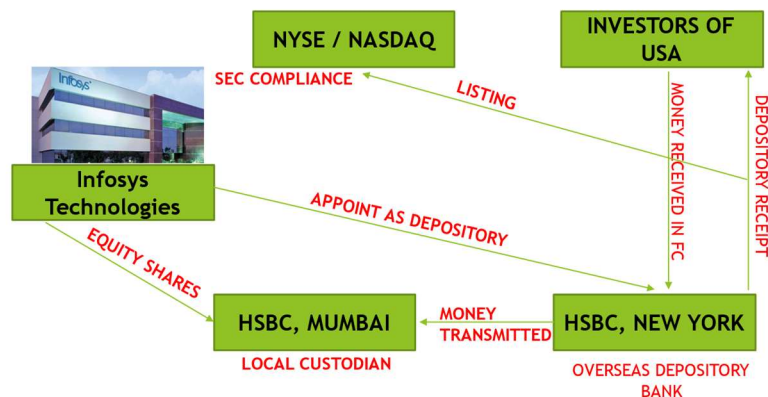 NYSE / NASDAQ
INVESTORS OF
USA
SEC COMPLIANCE
LISTING
MONEY RECEIVED IN FC
DEPOSITORY RECEIPT
Infosys
Infosys
Technologies
APPOINT AS DEPOSITORY
EQUITY SHARES
HSBC, MUMBAI
MONEY
TRANSMITTED
HSBC, NEW YORK
LOCAL CUSTODIAN
OVERSEAS DEPOSITORY
BANK